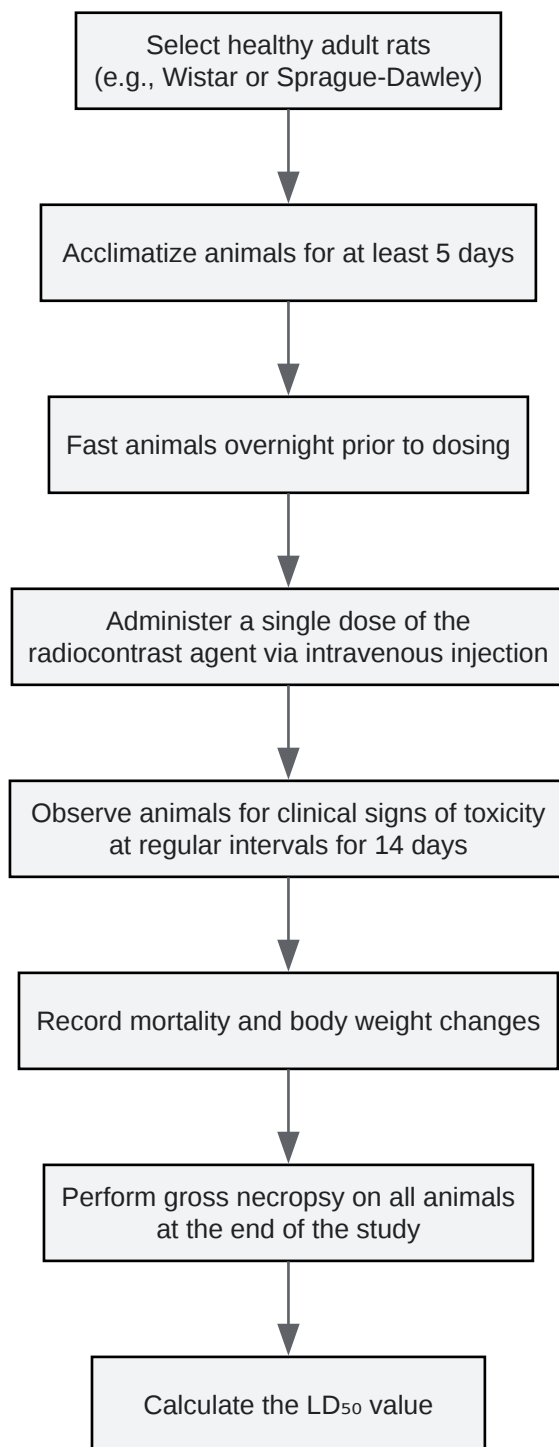 Select healthy adult rats
(e.g., Wistar or Sprague-Dawley)
Acclimatize animals for at least 5 days
Fast animals overnight prior to dosing
Administer a single dose of the
radiocontrast agent via intravenous injection
Observe animals for clinical signs of toxicity
at regular intervals for 14 days
Record mortality and body weight changes
Perform gross necropsy on all animals
at the end of the study
Calculate the LD₅₀ value